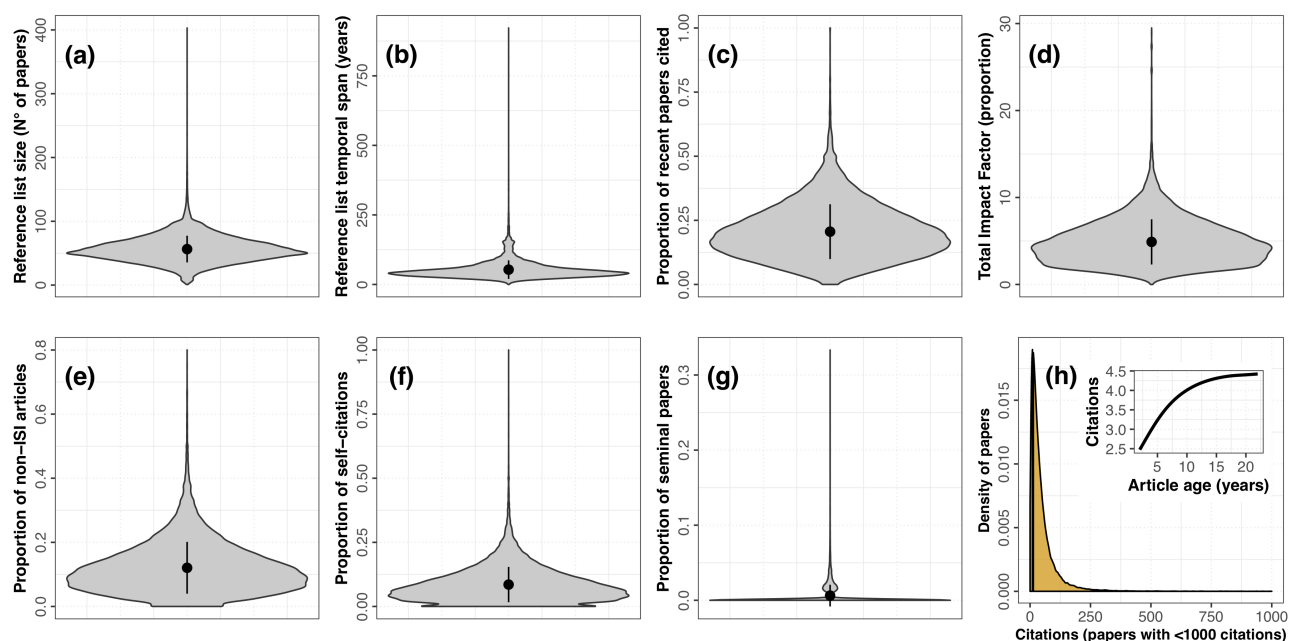 Reference list size (N° of papers)
400
300
200
100
0
(a)
Reference list temporal span (years)
750
500
250
0
(b)
Proportion of recent papers cited
1.00
0.75
0.50
0.25
0.00
(c)
Total Impact Factor (proportion)
30
20
10
0
(d)
Proportion of non−ISI articles
0.8
0.6
0.4
0.2
0.0
(e)
Proportion of self−citations
1.00
0.75
0.50
0.25
0.00
(f)
Proportion of seminal papers
0.3
0.2
0.1
0.0
(g)
Density of papers
0.015
0.010
0.005
0.000
(h)
Citations
4.5
4.0
3.5
3.0
2.5
5 10 15 20
Article age (years)
0 250 500 750 1000
Citations (papers with <1000 citations)